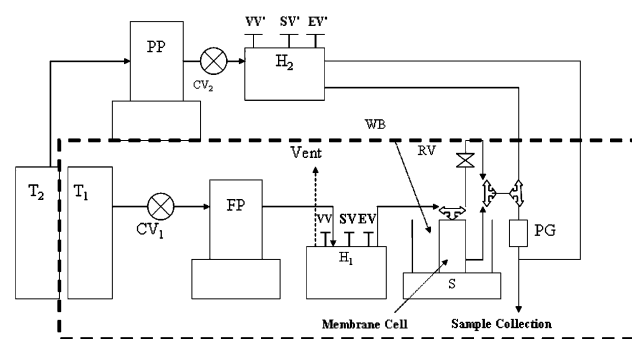 VV' SV' EV'
PP
H2
CV2
WB
RV
Vent
T2
T1
FP
CV1
VV SV EV
H1
PG
S
Membrane Cell
Sample Collection